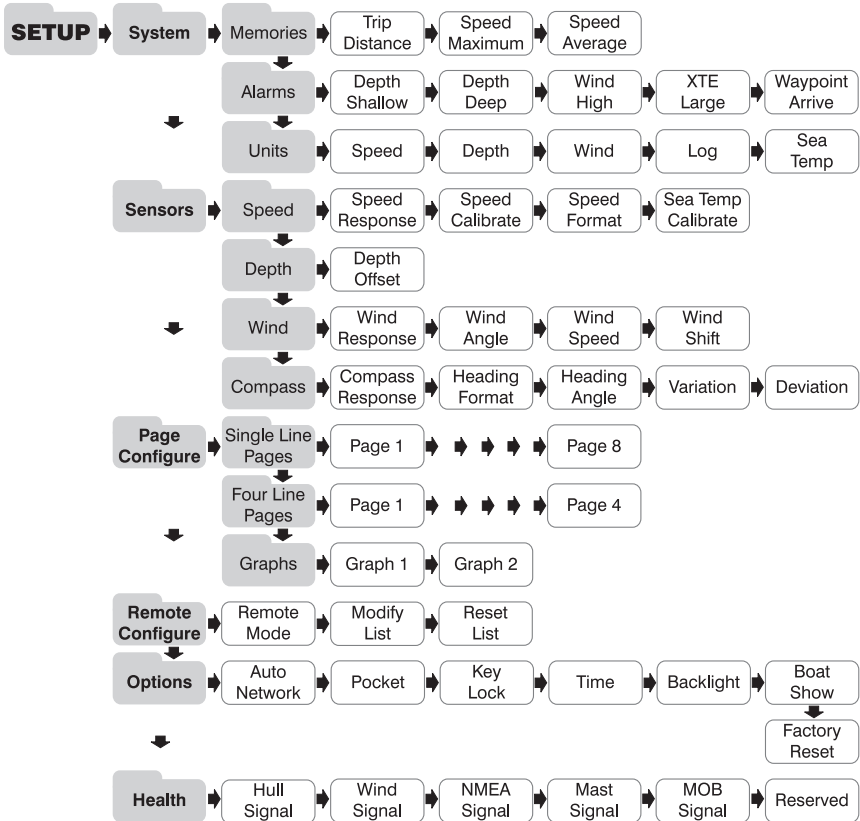 SETUP System Memories Trip Distance Speed Maximum Speed Average
Alarms Depth Shallow Depth Deep Wind High XTE Large Waypoint Arrive
Units Speed Depth Wind Log Sea Temp
Sensors Speed Speed Response Speed Calibrate Speed Format Sea Temp Calibrate
Depth Depth Offset
Wind Wind Response Wind Angle Wind Speed Wind Shift
Compass Compass Response Heading Format Heading Angle Variation Deviation
Page Configure Single Line Pages Page 1 Page 8
Four Line Pages Page 1 Page 4
Graphs Graph 1 Graph 2
Remote Configure Remote Mode Modify List Reset List
Options Auto Network Pocket Key Lock Time Backlight Boat Show
Factory Reset
Health Hull Signal Wind Signal NMEA Signal Mast Signal MOB Signal Reserved